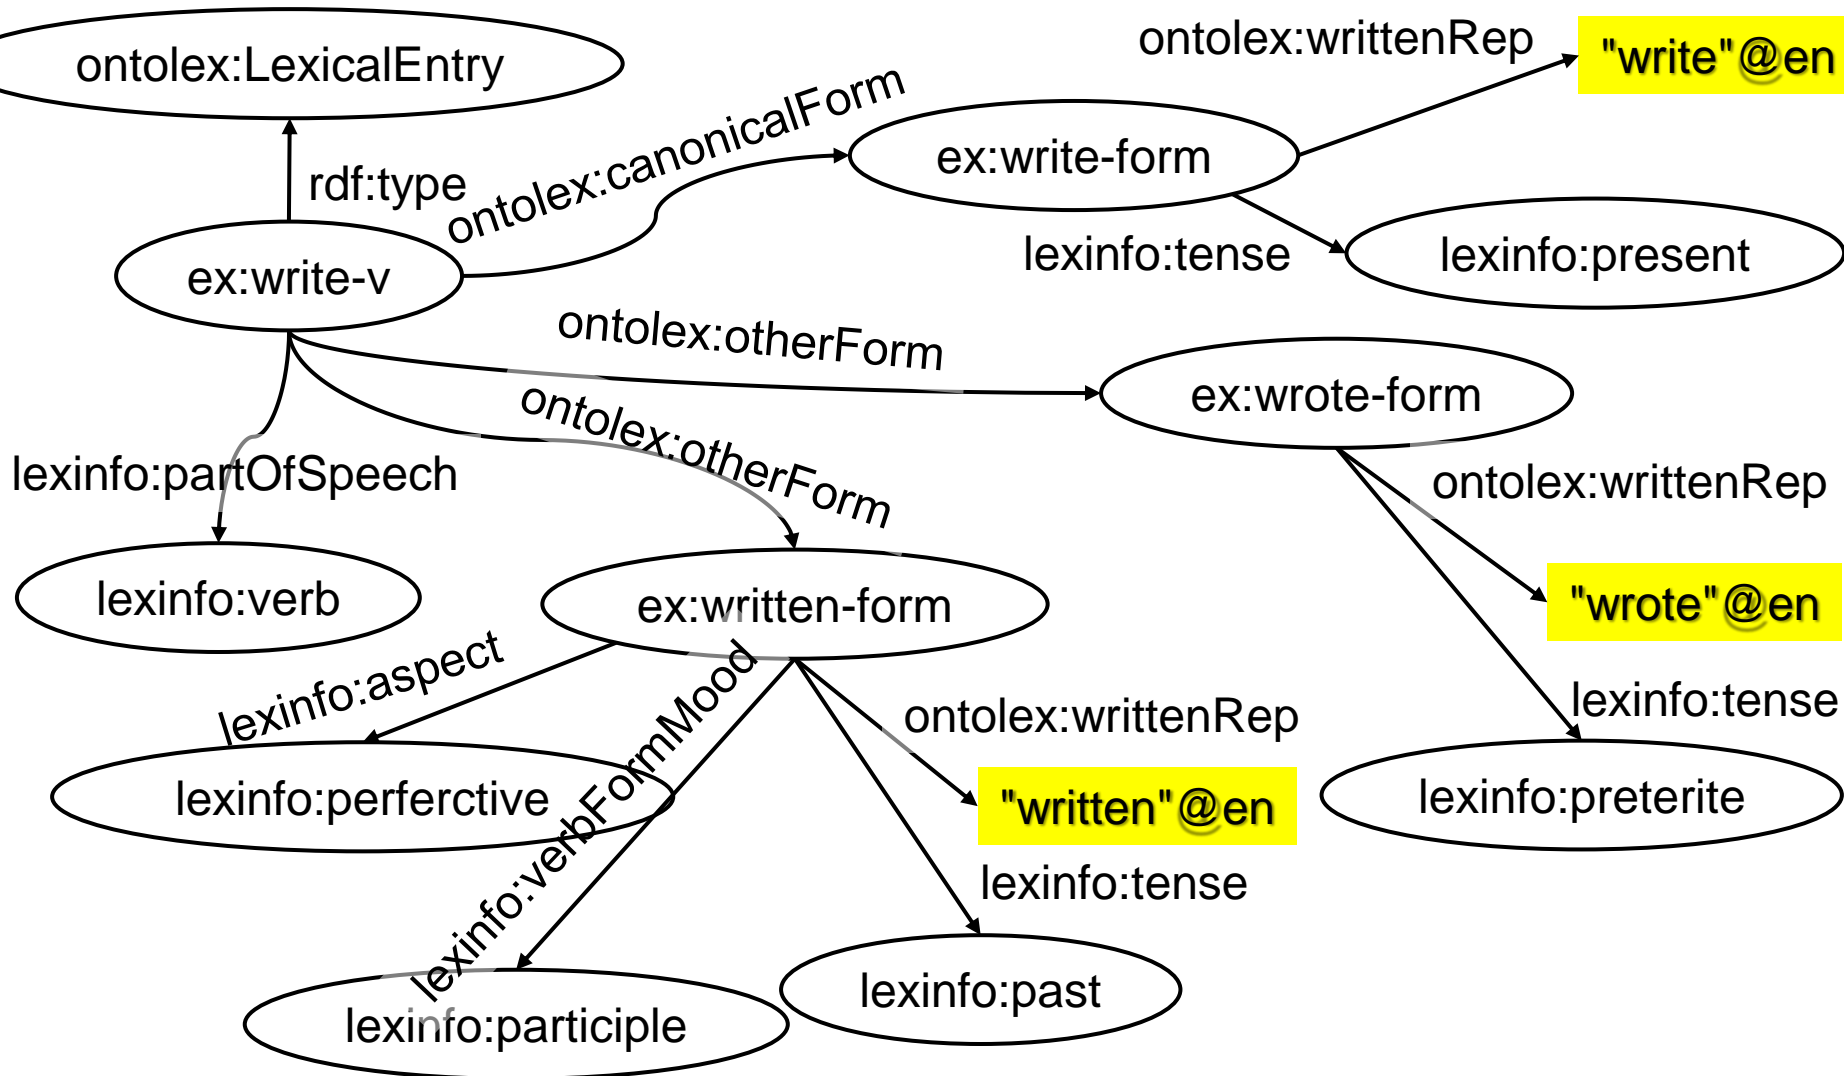 ontolex:writtenRep
"write"@en
ontolex:LexicalEntry
ontolex:canonicalForm
ex:write-form
rdf:type
lexinfo:tense
lexinfo:present
ex:write-v
ontolex:otherForm
ex:wrote-form
ontolex:otherForm
lexinfo:partOfSpeech
ontolex:writtenRep
lexinfo:verb
ex:written-form
"wrote"@en
lexinfo:aspect
lexinfo:verbFormMood
ontolex:writtenRep
lexinfo:tense
lexinfo:perferctive
"written"@en
lexinfo:preterite
lexinfo:tense
lexinfo:past
lexinfo:participle